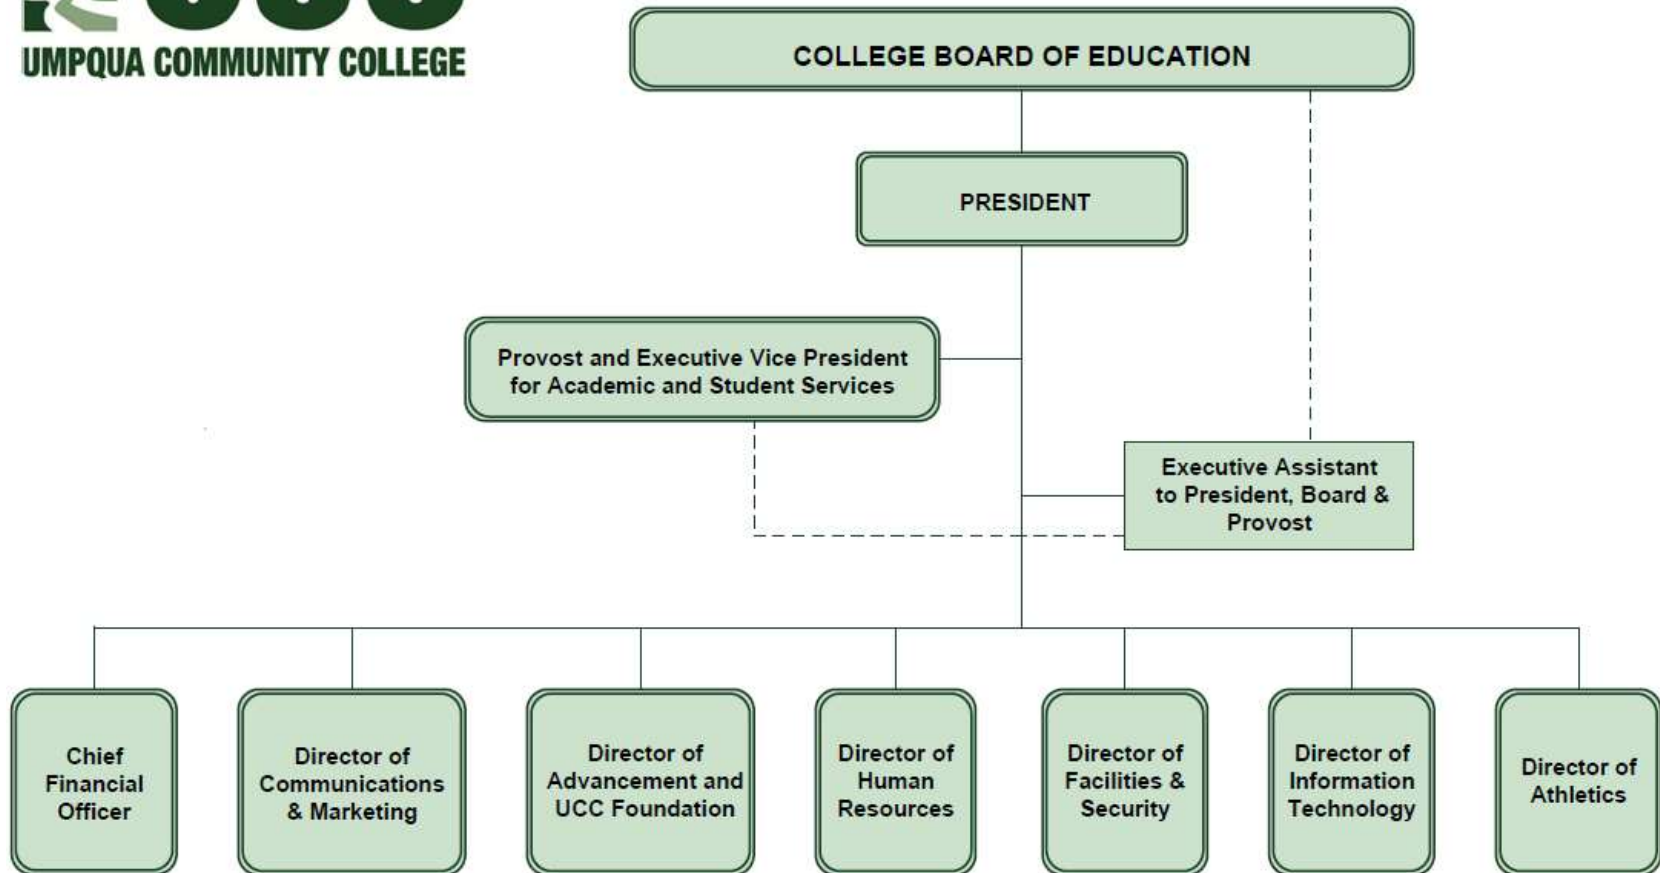 UMPQUA COMMUNITY COLLEGE
COLLEGE BOARD OF EDUCATION
PRESIDENT
Provost and Executive Vice President
for Academic and Student Services
Executive Assistant
to President, Board &
Provost
Chief
Financial
Officer
Director of
Communications
& Marketing
Director of
Advancement and
UCC Foundation
Director of
Human
Resources
Director of
Facilities &
Security
Director of
Information
Technology
Director of
Athletics